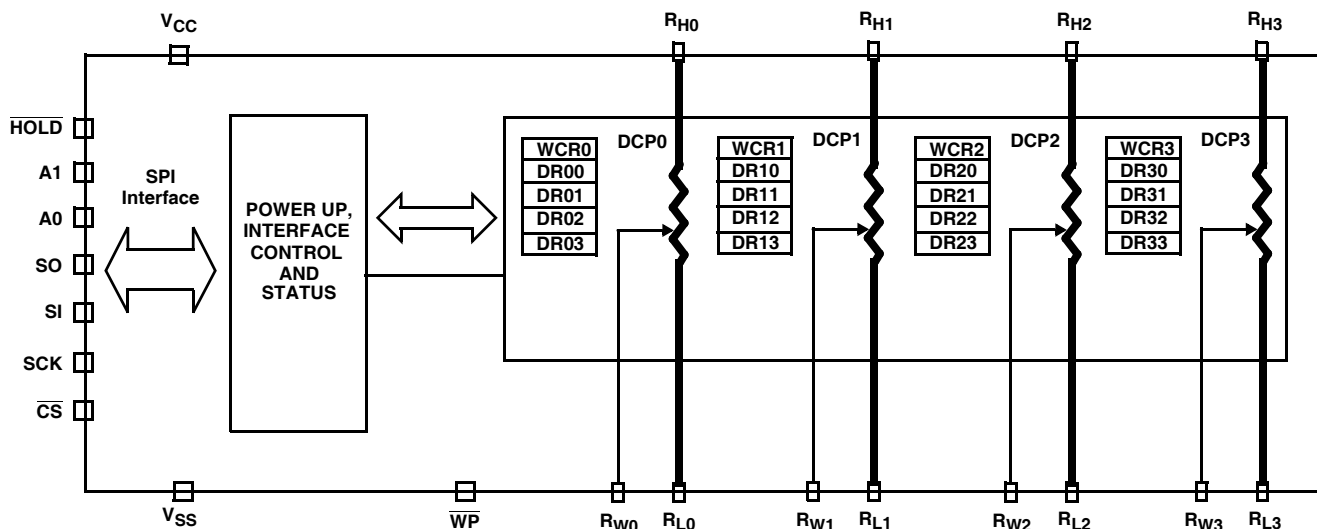 VCC
RH0
RH1
RH2
RH3
HOLD
A1
A0
SO
SI
SCK
CS
SPI
Interface
POWER UP,
INTERFACE
CONTROL
AND
STATUS
WCR0
DR00
DR01
DR02
DR03
DCP0
WCR1
DR10
DR11
DR12
DR13
DCP1
WCR2
DR20
DR21
DR22
DR23
DCP2
WCR3
DR30
DR31
DR32
DR33
DCP3
VSS
WP
RW0
RL0
RW1
RL1
RW2
RL2
RW3
RL3